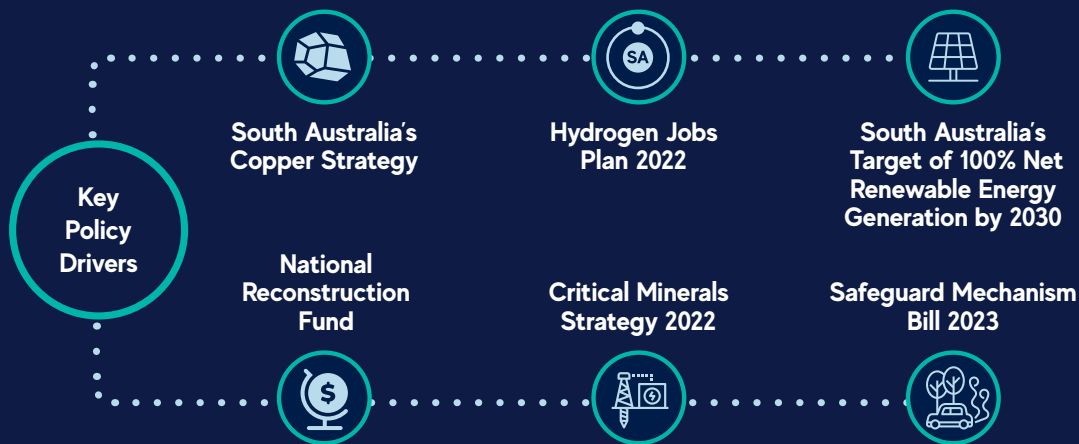 Key
Policy
Drivers
South Australia's
Copper Strategy
SA
Hydrogen Jobs
Plan 2022
South Australia's
Target of 100% Net
Renewable Energy
Generation by 2030
National
Reconstruction
Fund
$
Critical Minerals
Strategy 2022
Safeguard Mechanism
Bill 2023